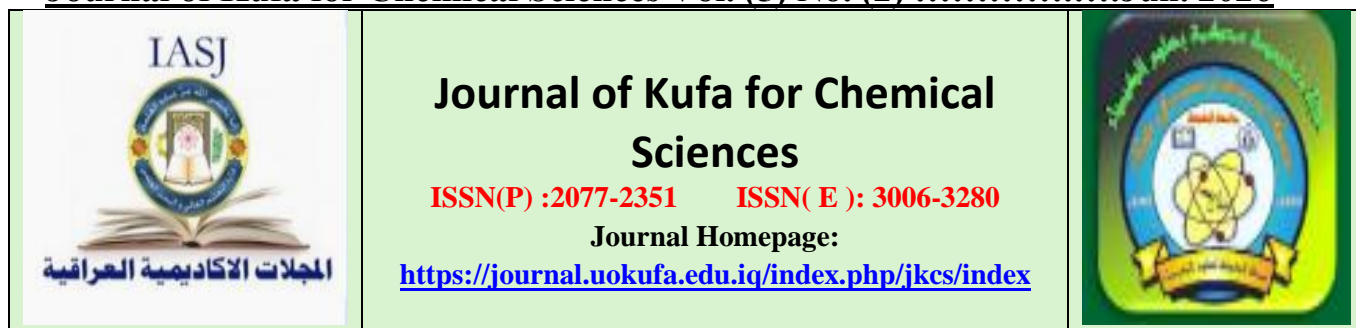 IASJ
المجلات الاكاديمية العراقية
Journal of Kufa for Chemical
Sciences
ISSN(P) :2077-2351 ISSN( E ): 3006-3280
Journal Homepage:
https://journal.uokufa.edu.iq/index.php/jkcs/index